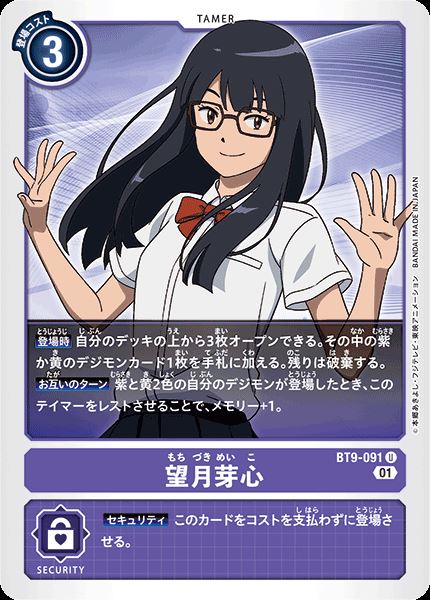 登場コスト
3
TAMER
登場時 自分のデッキの上から3枚オープンできる。その中の紫
か黄のデジモンカード1枚を手札に加える。残りは破棄する。
お互いのターン 紫と黄2色の自分のデジモンが登場したとき、この
テイマーをレストさせることで、メモリー+1。
©本郷あきよし・フジテレビ・東映アニメーション BANDAI MADE IN JAPAN
BT9-091 U
もちづきめいこ
望月芽心
01
セキュリティ このカードをコストを支払わずに登場さ
せる。
SECURITY